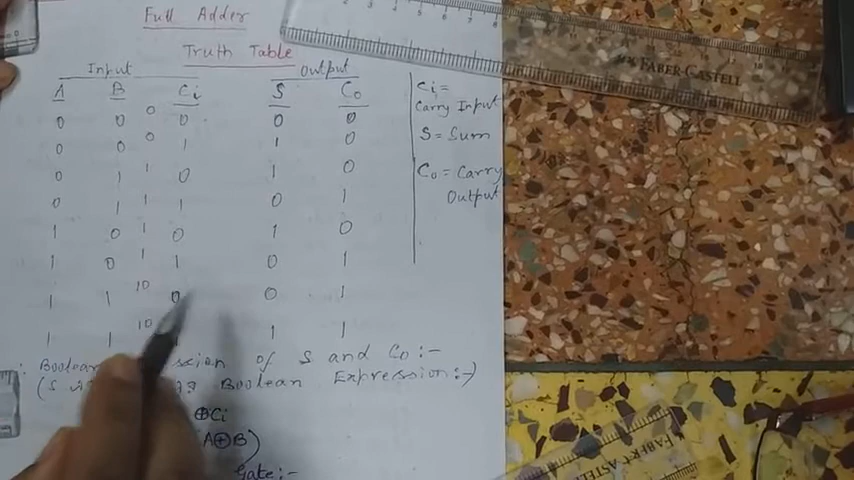 Full Adder
Truth Table
Input Output
A B Ci S Co
0 0 0 0 0 0
0 0 0 1 1 0
0 1 1 0 1 0
0 1 1 1 0 1
1 0 1 0 1 0
1 0 1 1 0 1
1 1 10 0 0 1
1 1 10 1 1 1
Ci =
Carry Input
S = Sum
Co = Carry
Output
: Boolean ssion of S and Co :-
Boolean Expression :-)
⊕Ci
A⊕B)
Gate :-
FABER-CASTELL